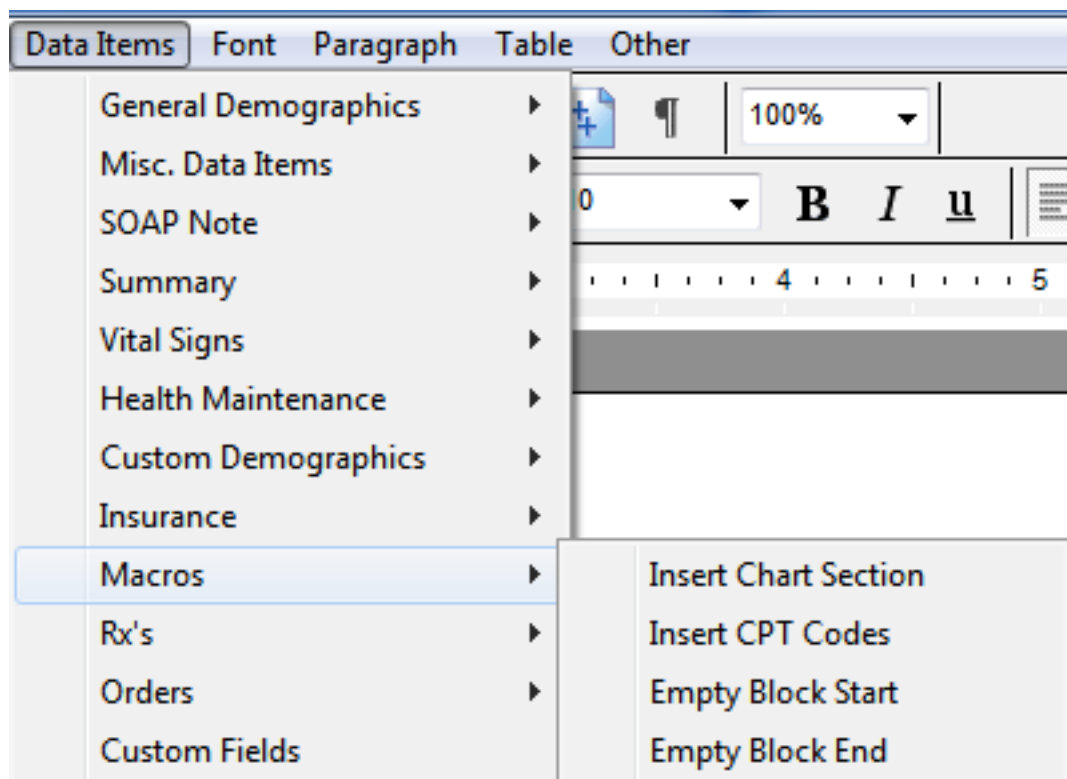 Data Items Font Paragraph Table Other
General Demographics
¶ 100%
Misc. Data Items
SOAP Note
0 B I u
Summary
4 5
Vital Signs
Health Maintenance
Custom Demographics
Insurance
Macros
Insert Chart Section
Rx's
Insert CPT Codes
Orders
Empty Block Start
Custom Fields
Empty Block End